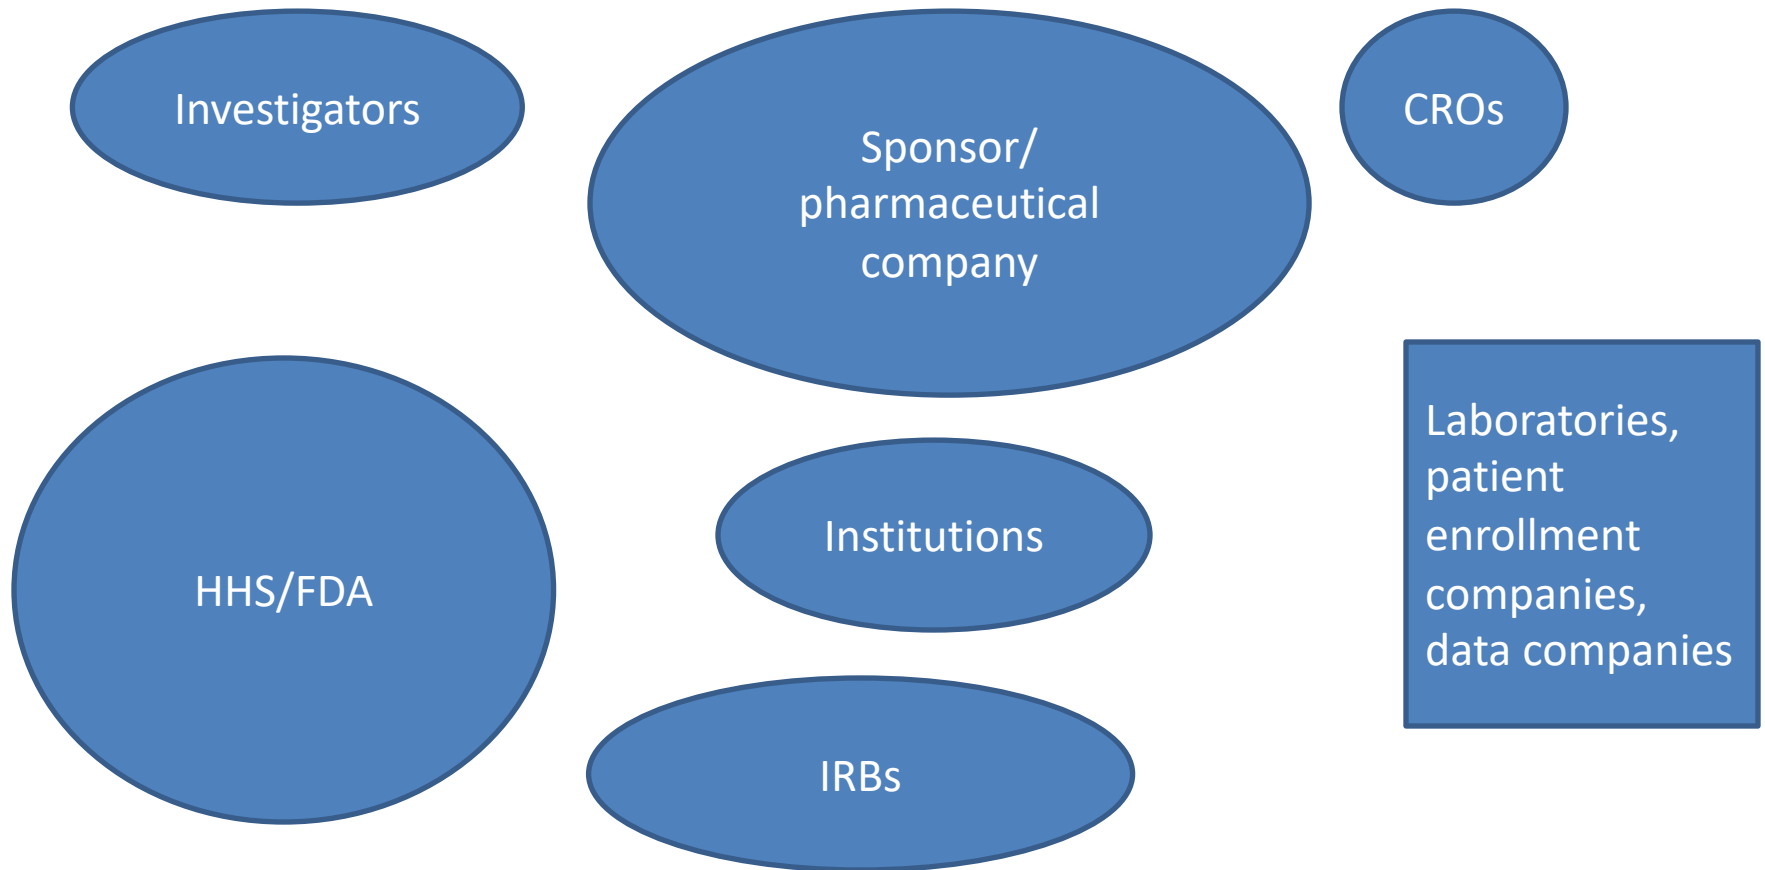 Investigators
Sponsor/
pharmaceutical
company
CROs
HHS/FDA
Institutions
Laboratories,
patient
enrollment
companies,
data companies
IRBs